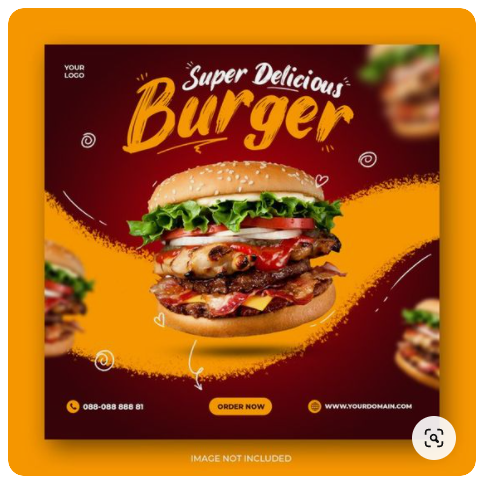 YOUR
LOGO
Super Delicious
Burger
088-088 888 81
ORDER NOW
WWW.YOURDOMAIN.COM
IMAGE NOT INCLUDED